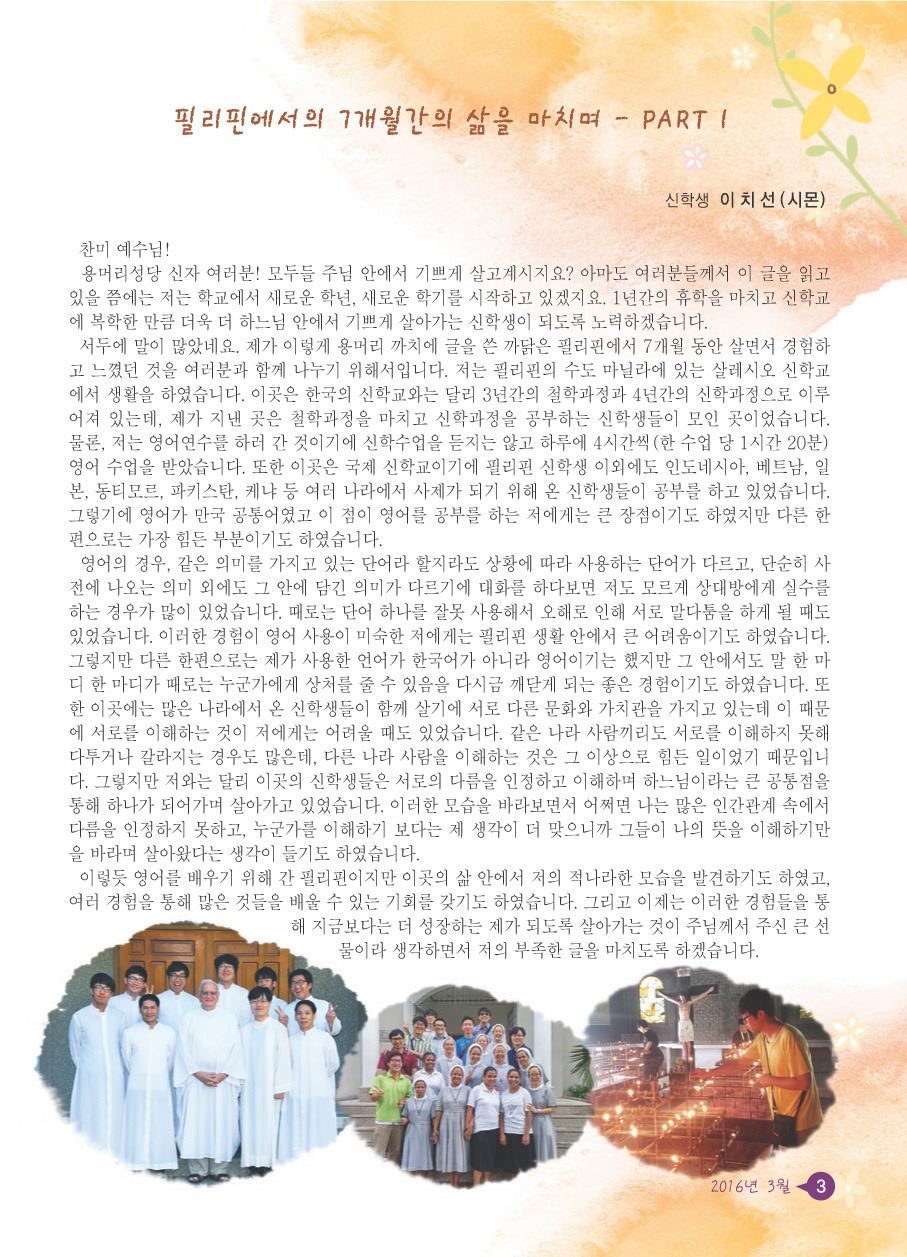 필리핀에서의 7개월간의 삶을 마치며 - PART 1
신학생 이치선(시몬)
찬미 예수님!
용머리성당 신자 여러분! 모두들 주님 안에서 기쁘게 살고계시지요? 아마도 여러분들께서 이 글을 읽고
있을 쯤에는 저는 학교에서 새로운 학년, 새로운 학기를 시작하고 있겠지요. 1년간의 휴학을 마치고 신학교
에 복학한 만큼 더욱 더 하느님 안에서 기쁘게 살아가는 신학생이 되도록 노력하겠습니다.
서두에 말이 많았네요. 제가 이렇게 용머리 까치에 글을 쓴 까닭은 필리핀에서 7개월 동안 살면서 경험하
고 느꼈던 것을 여러분과 함께 나누기 위해서입니다. 저는 필리핀의 수도 마닐라에 있는 살레시오 신학교
에서 생활을 하였습니다. 이곳은 한국의 신학교와는 달리 3년간의 철학과정과 4년간의 신학과정으로 이루
어져 있는데, 제가 지낸 곳은 철학과정을 마치고 신학과정을 공부하는 신학생들이 모인 곳이었습니다.
물론, 저는 영어연수를 하러 간 것이기에 신학수업을 듣지는 않고 하루에 4시간씩(한 수업 당 1시간 20분)
영어 수업을 받았습니다. 또한 이곳은 국제 신학교이기에 필리핀 신학생 이외에도 인도네시아, 베트남, 일
본, 동티모르, 파키스탄, 케냐 등 여러 나라에서 사제가 되기 위해 온 신학생들이 공부를 하고 있었습니다.
그렇기에 영어가 만국 공통어였고 이 점이 영어를 공부를 하는 저에게는 큰 장점이기도 하였지만 다른 한
편으로는 가장 힘든 부분이기도 하였습니다.
영어의 경우, 같은 의미를 가지고 있는 단어라 할지라도 상황에 따라 사용하는 단어가 다르고, 단순히 사
전에 나오는 의미 외에도 그 안에 담긴 의미가 다르기에 대화를 하다보면 저도 모르게 상대방에게 실수를
하는 경우가 많이 있었습니다. 때로는 단어 하나를 잘못 사용해서 오해로 인해 서로 말다툼을 하게 될 때도
있었습니다. 이러한 경험이 영어 사용이 미숙한 저에게는 필리핀 생활 안에서 큰 어려움이기도 하였습니다.
그렇지만 다른 한편으로는 제가 사용한 언어가 한국어가 아니라 영어이기는 했지만 그 안에서도 말 한 마
디 한 마디가 때로는 누군가에게 상처를 줄 수 있음을 다시금 깨닫게 되는 좋은 경험이기도 하였습니다. 또
한 이곳에는 많은 나라에서 온 신학생들이 함께 살기에 서로 다른 문화와 가치관을 가지고 있는데 이 때문
에 서로를 이해하는 것이 저에게는 어려울 때도 있었습니다. 같은 나라 사람끼리도 서로를 이해하지 못해
다투거나 갈라지는 경우도 많은데, 다른 나라 사람을 이해하는 것은 그 이상으로 힘든 일이었기 때문입니
다. 그렇지만 저와는 달리 이곳의 신학생들은 서로의 다름을 인정하고 이해하며 하느님이라는 큰 공통점을
통해 하나가 되어가며 살아가고 있었습니다. 이러한 모습을 바라보면서 어쩌면 나는 많은 인간관계 속에서
다름을 인정하지 못하고, 누군가를 이해하기 보다는 제 생각이 더 맞으니까 그들이 나의 뜻을 이해하기만
을 바라며 살아왔다는 생각이 들기도 하였습니다.
이렇듯 영어를 배우기 위해 간 필리핀이지만 이곳의 삶 안에서 저의 적나라한 모습을 발견하기도 하였고,
여러 경험을 통해 많은 것들을 배울 수 있는 기회를 갖기도 하였습니다. 그리고 이제는 이러한 경험들을 통
해 지금보다는 더 성장하는 제가 되도록 살아가는 것이 주님께서 주신 큰 선
물이라 생각하면서 저의 부족한 글을 마치도록 하겠습니다.
2016년 3월 3